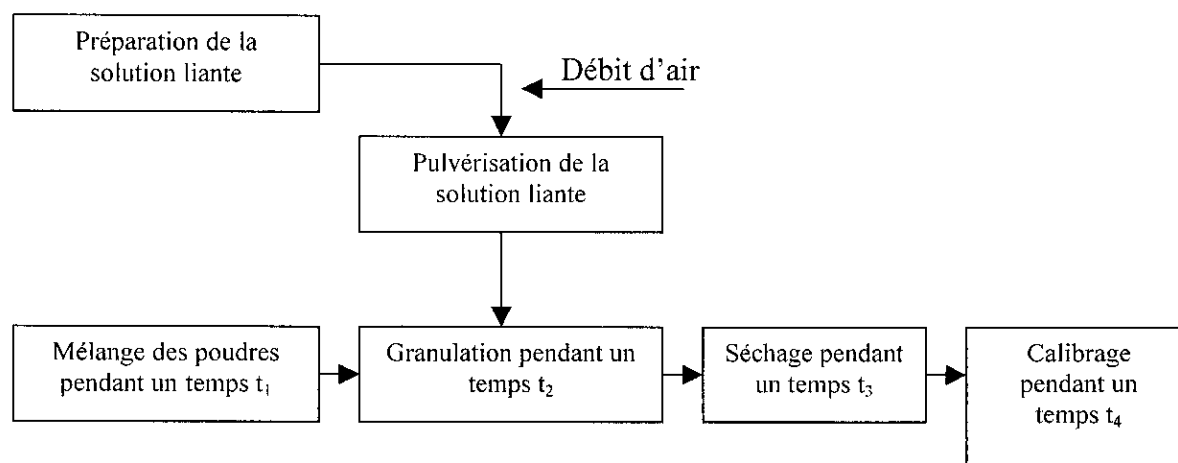 Préparation de la
solution liante
Débit d'air
Pulvérisation de la
solution liante
Mélange des poudres
pendant un temps t₁
Granulation pendant un
temps t₂
Séchage pendant
un temps t₃
Calibrage
pendant un
temps t₄